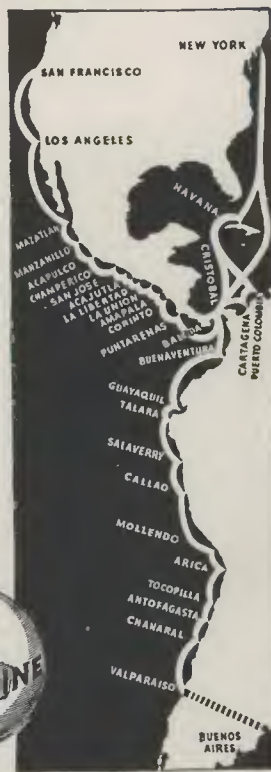 NEW YORK
SAN FRANCISCO
LOS ANGELES
HAVANA
MAZATLAN
MANZANILLO
ACAPULCO
CHAMPERICO
SAN JOSE
ACAJUTLA
LA LIBERTAD
LA UNION
AMAPALA
CORINTO
PUNTARENAS
CRISTOBAL
BALBOA
BUENAVENTURA
CARTAGENA
PUERTO COLOMBIA
GUAYAQUIL
TALARA
SALAVERRY
CALLAO
MOLLENDO
ARICA
TOCOPILLA
ANTOFAGASTA
CHANARAL
VALPARAISO
BUENOS
AIRES
INE